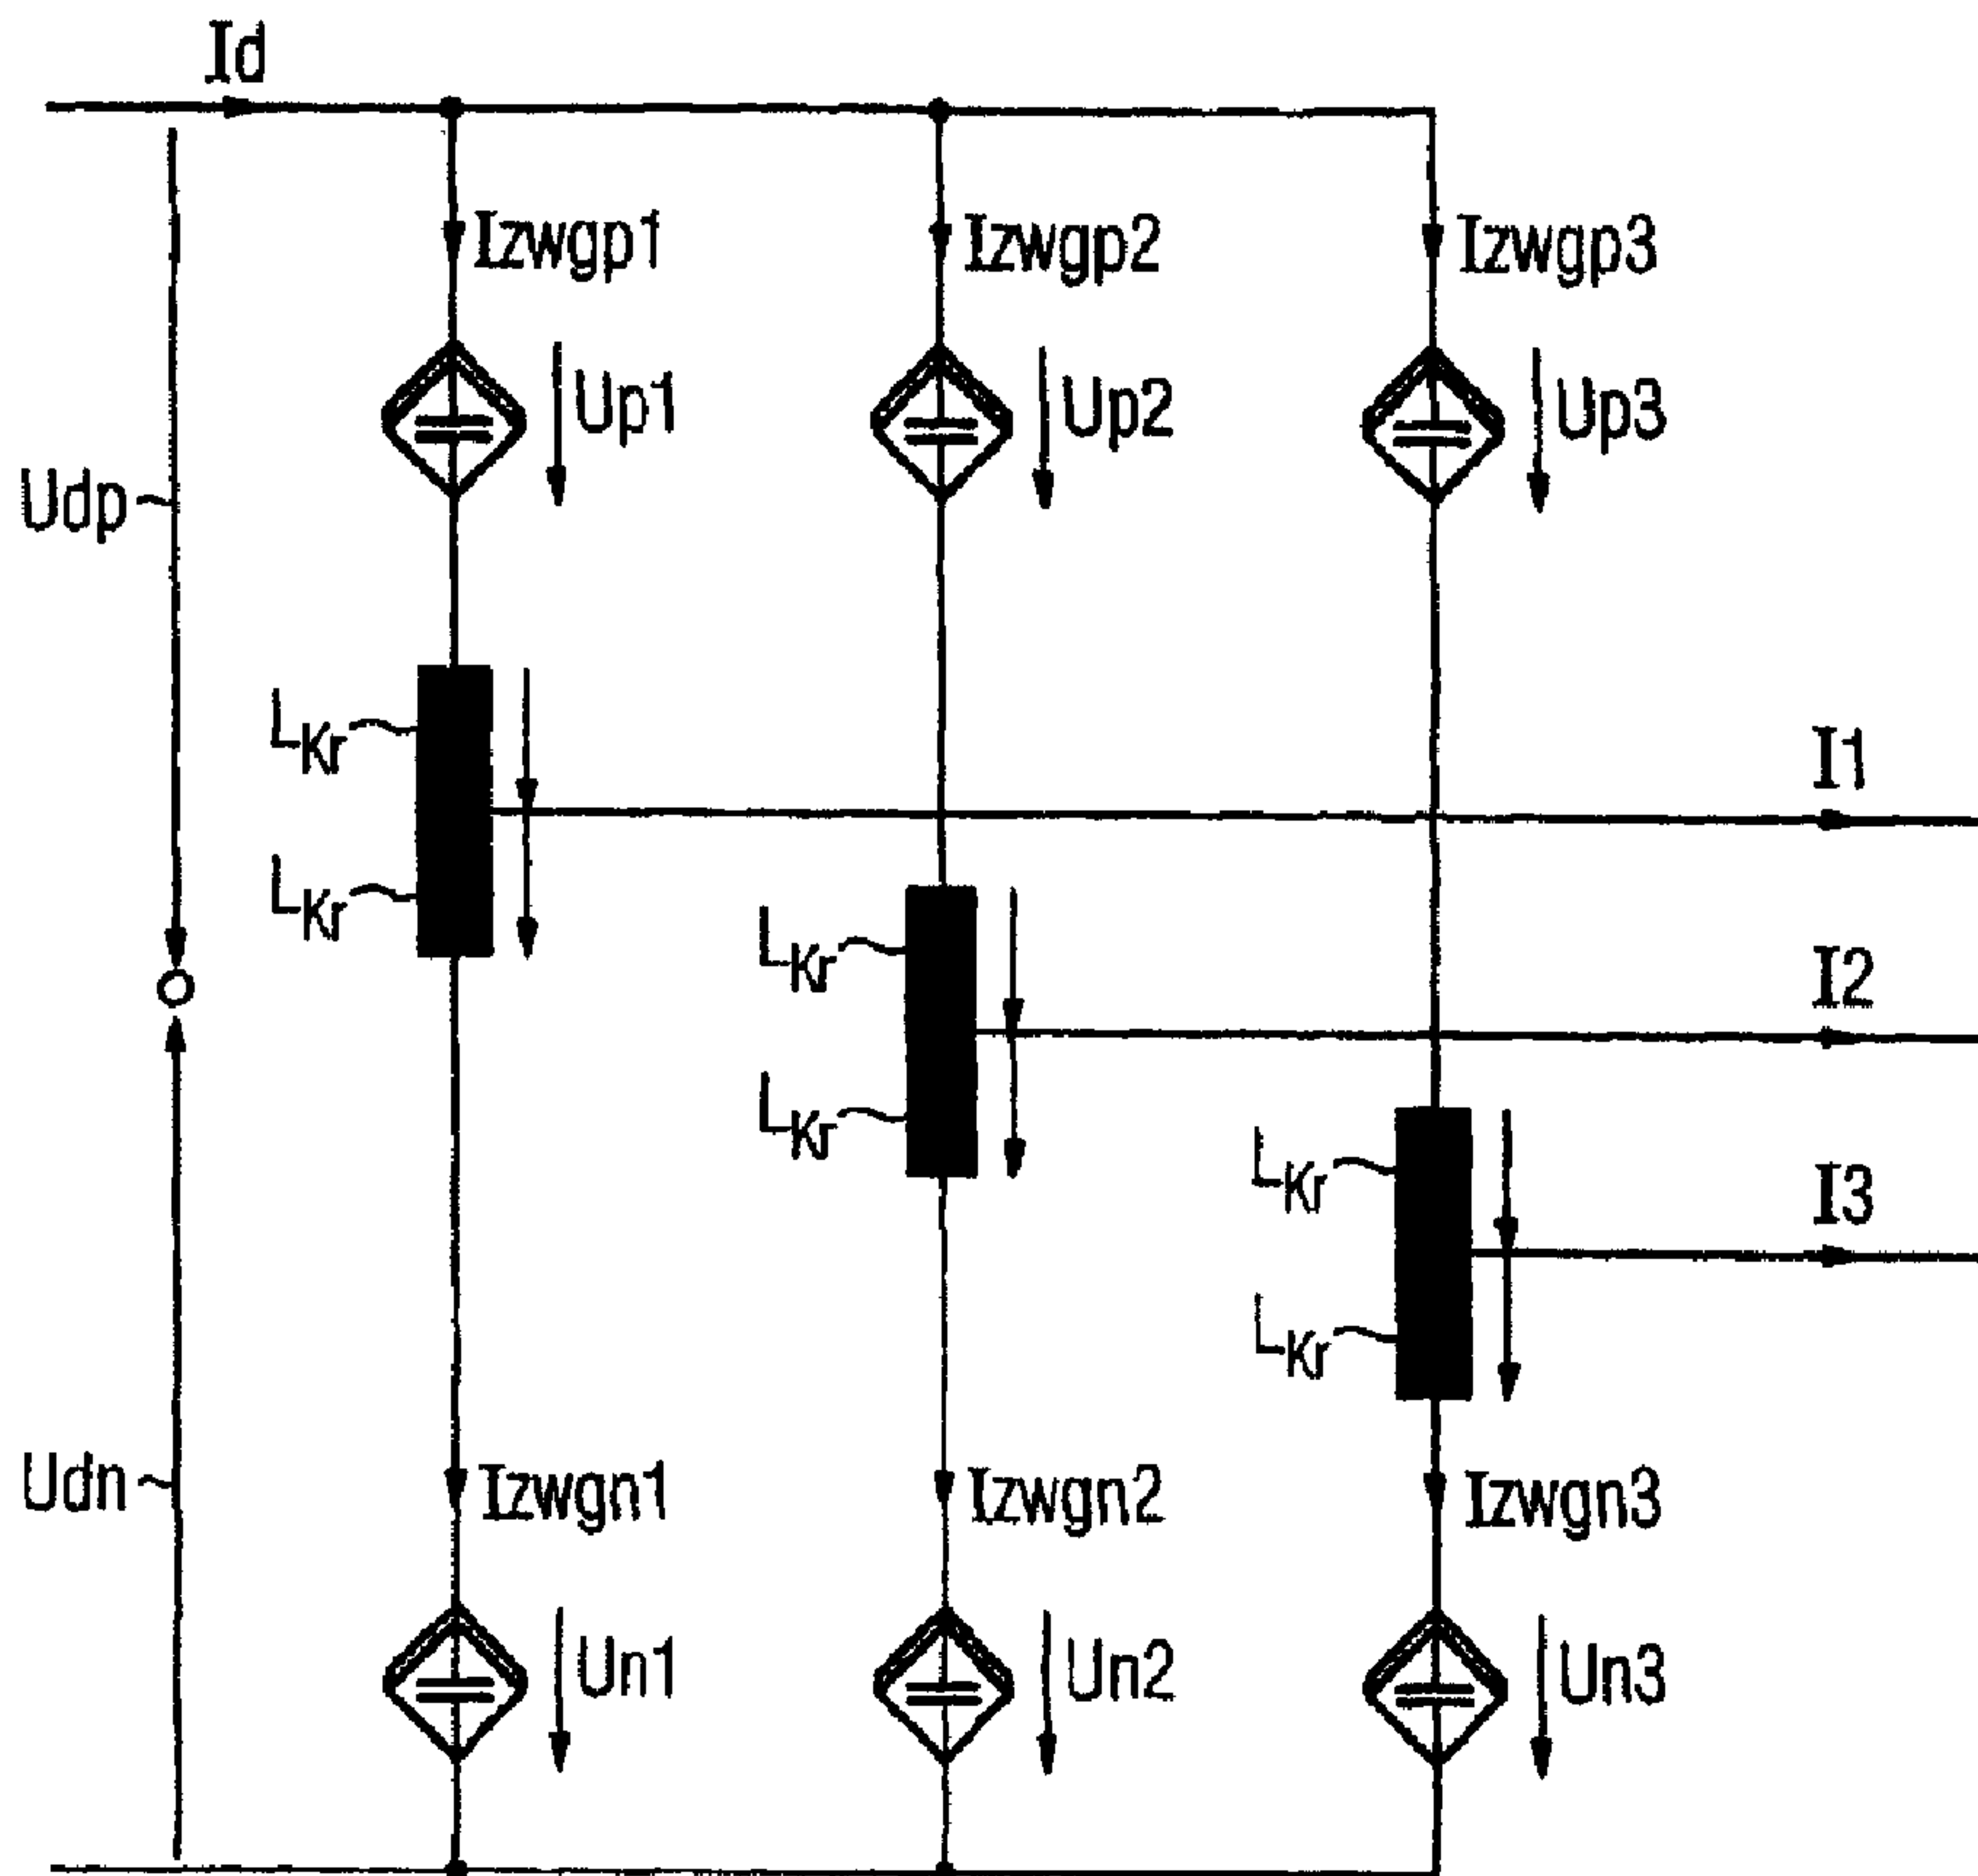 Id
Izwgp1 Izwgp2 Izwgp3
Up1 Up2 Up3
Udp
LKr
I1
LKr
LKr
I2
LKr
LKr
I3
LKr
Udn
Izwgn1 Izwgn2 Izwgn3
Un1 Un2 Un3